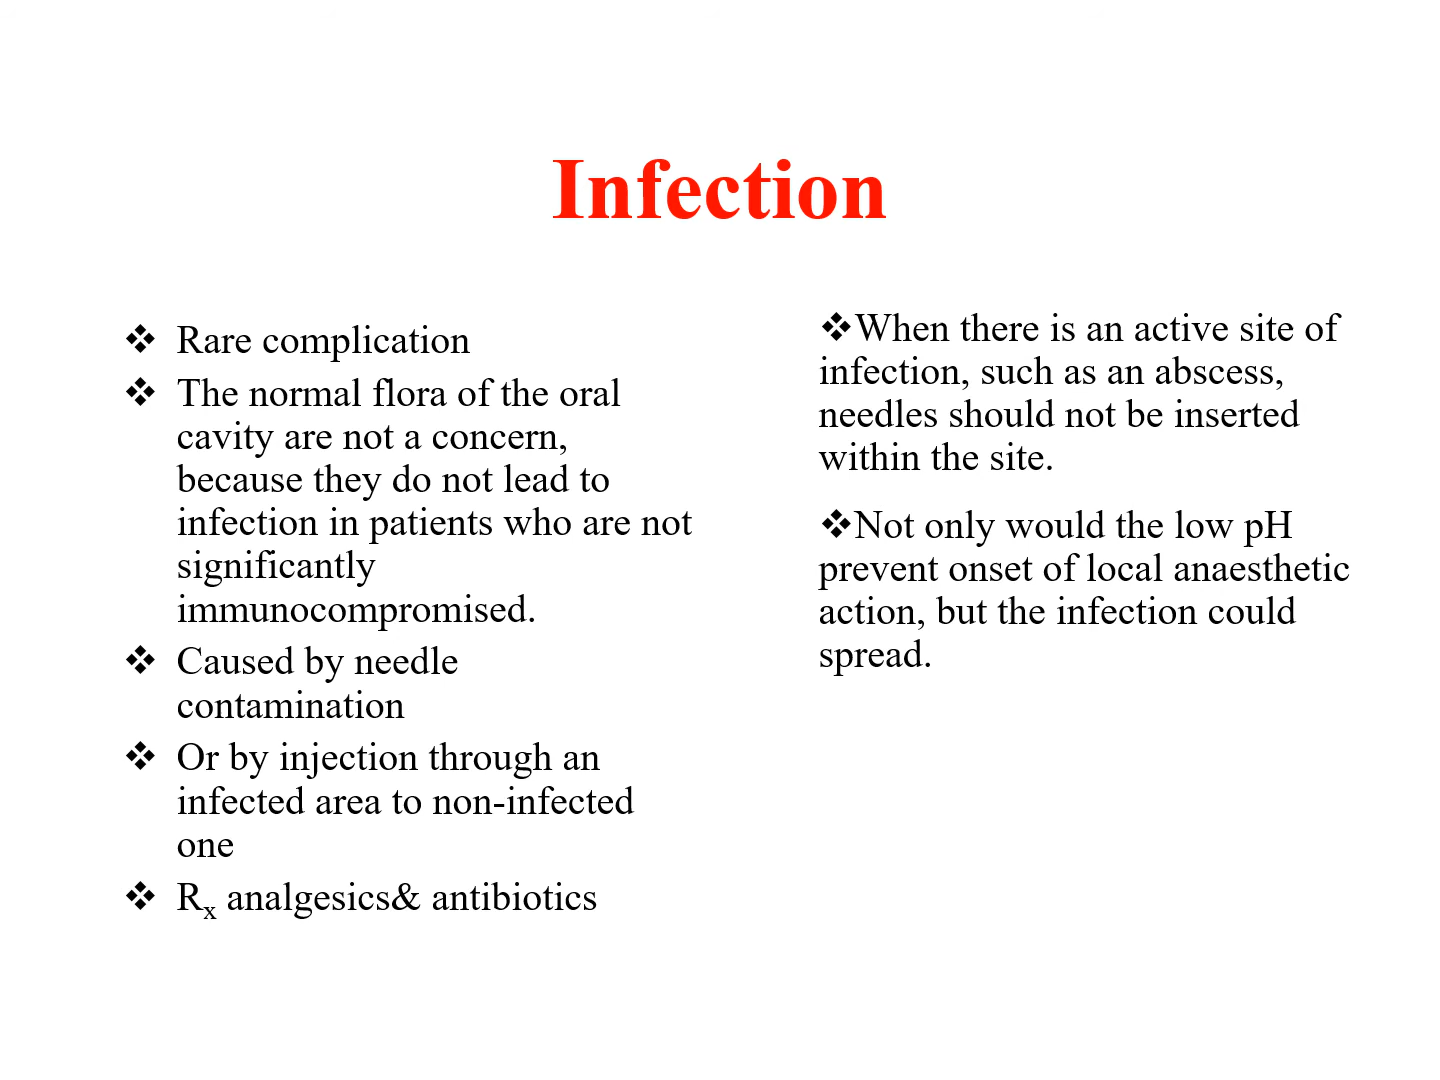 Infection
❖ Rare complication
❖ The normal flora of the oral
cavity are not a concern,
because they do not lead to
infection in patients who are not
significantly
immunocompromised.
❖ Caused by needle
contamination
❖ Or by injection through an
infected area to non-infected
one
❖ Rx analgesics& antibiotics
❖When there is an active site of
infection, such as an abscess,
needles should not be inserted
within the site.
❖Not only would the low pH
prevent onset of local anaesthetic
action, but the infection could
spread.